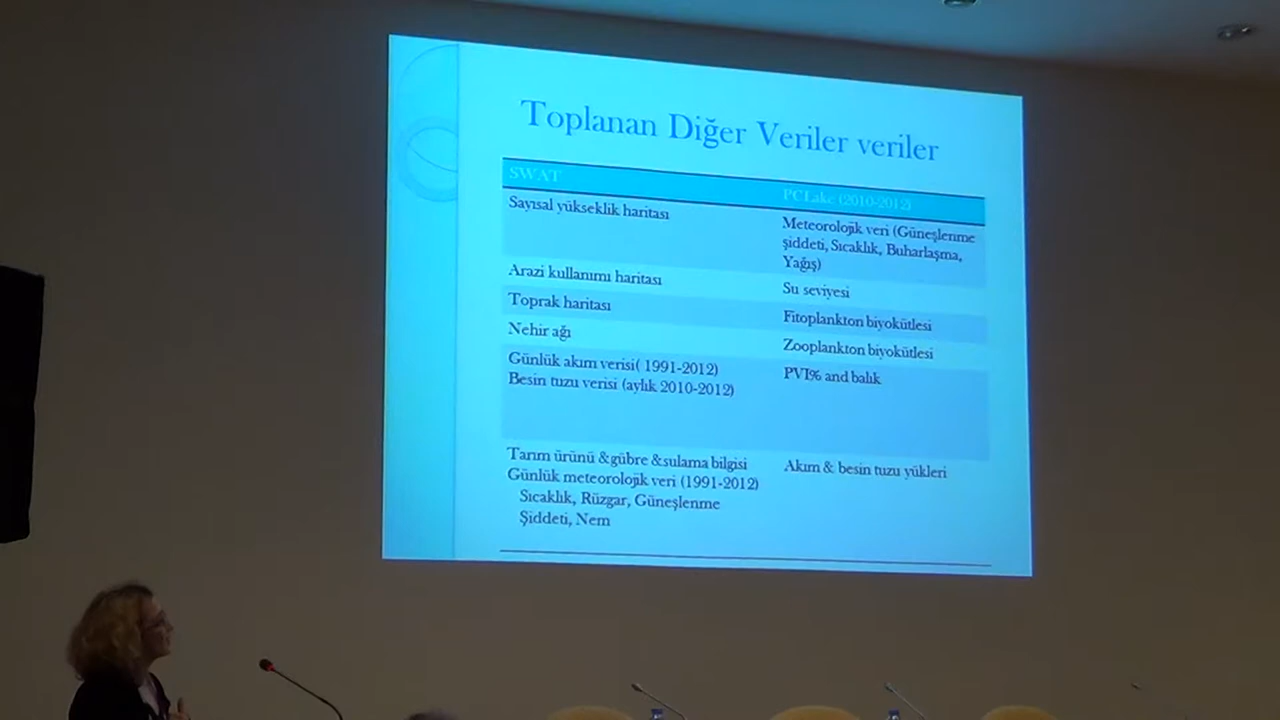 Toplanan Diğer Veriler veriler
SWAT
PCLake (2010-2012)
Sayısal yükseklik haritası
Meteorolojik veri (Güneşlenme
şiddeti, Sıcaklık, Buharlaşma,
Yağış)
Arazi kullanımı haritası
Su seviyesi
Toprak haritası
Fitoplankton biyokütlesi
Nehir ağı
Zooplankton biyokütlesi
Günlük akım verisi( 1991-2012)
Besin tuzu verisi (aylık 2010-2012)
PVI% and balık
Tarım ürünü &gübre &sulama bilgisi
Günlük meteorolojik veri (1991-2012)
Sıcaklık, Rüzgar, Güneşlenme
Şiddeti, Nem
Akım & besin tuzu yükleri